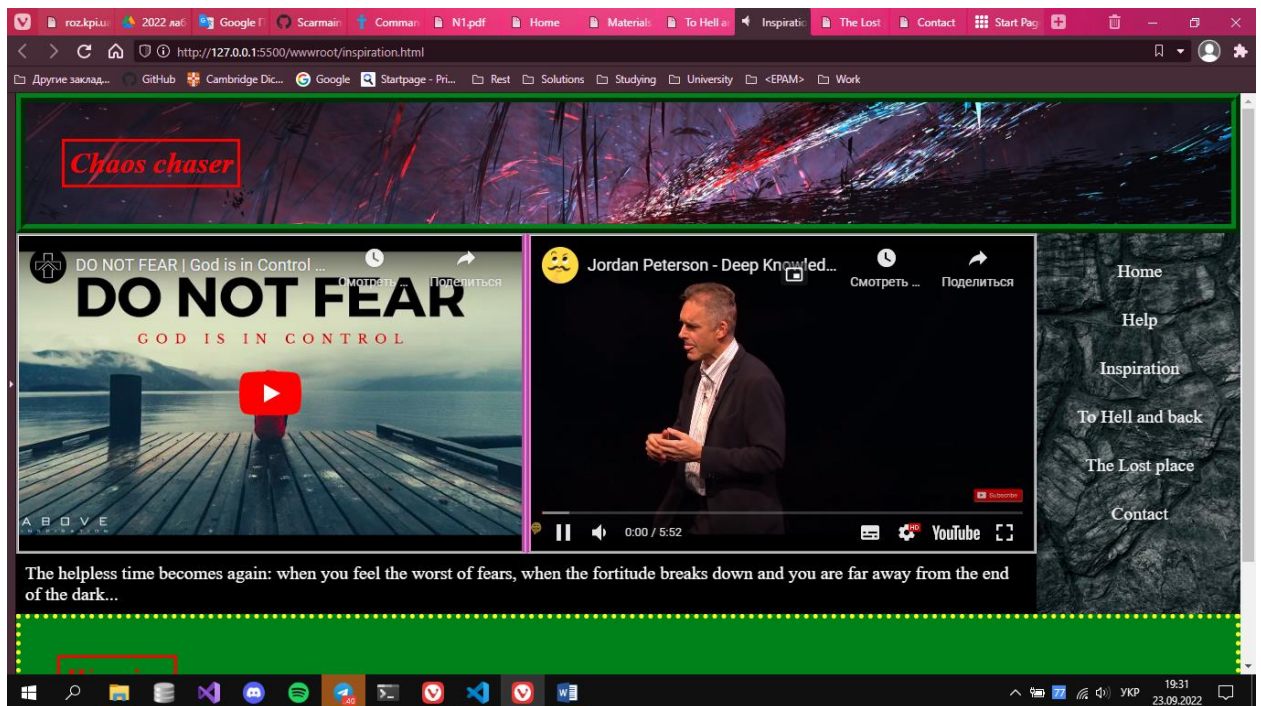 roz.kpi.ua
2022 лаб
Google П
Scarmain
Comman
N1.pdf
Home
Materials
To Hell ar
Inspiratio
The Lost
Contact
Start Pag
http://127.0.0.1:5500/wwwroot/inspiration.html
Другие заклад...
GitHub
Cambridge Dic...
Google
Startpage - Pri...
Rest
Solutions
Studying
University
<EPAM>
Work
Chaos chaser
DO NOT FEAR | God is in Control ...
Смотреть ...
Поделиться
DO NOT FEAR
GOD IS IN CONTROL
ABOVE
INSPIRATION
Jordan Peterson - Deep Knowled...
Смотреть ...
Поделиться
Subscribe
0:00 / 5:52
HD
YouTube
Home
Help
Inspiration
To Hell and back
The Lost place
Contact
The helpless time becomes again: when you feel the worst of fears, when the fortitude breaks down and you are far away from the end
of the dark...
40
77
УКР
19:31
23.09.2022